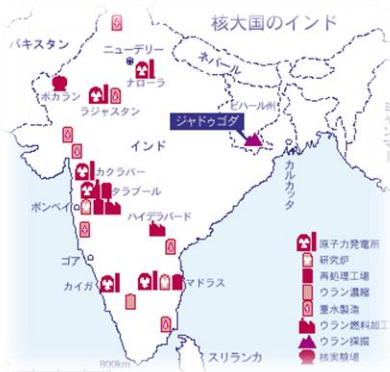 核大国のインド
パキスタン
ニューデリー
ネパール
ナローラ
ポカラン
ラジャスタン
ビハール州
ジャドゥゴダ
インド
カルカッタ
カクラパー
タラプール
ボンベイ
ハイデラバード
ゴア
カイガ
マドラス
原子力発電所
研究炉
再処理工場
ウラン濃縮
重水製造
ウラン燃料加工
ウラン採掘
核実験場
スリランカ
800km